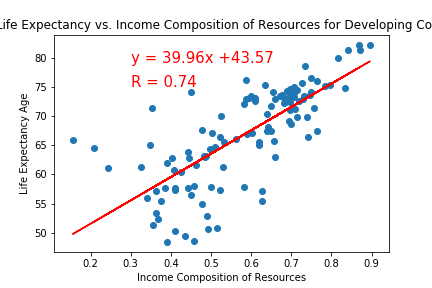 Life Expectancy vs. Income Composition of Resources for Developing Co
y = 39.96x +43.57
R = 0.74
80
75
70
65
60
55
50
Life Expectancy Age
0.2 0.3 0.4 0.5 0.6 0.7 0.8 0.9
Income Composition of Resources